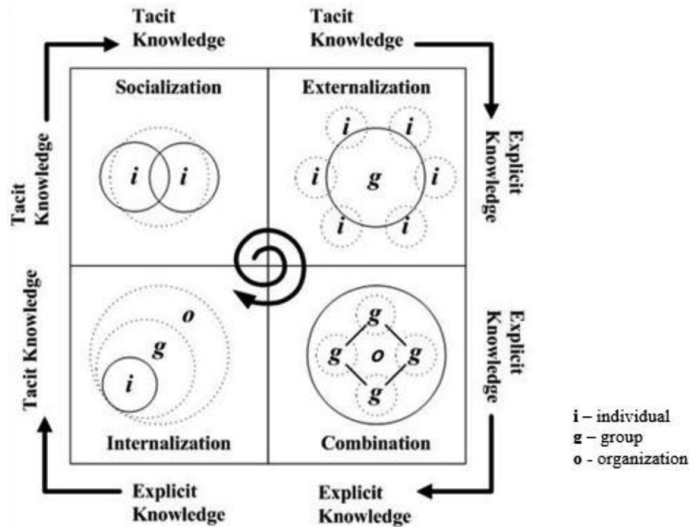 Tacit
Knowledge
Tacit
Knowledge
Socialization
Externalization
i
i
i
i
i
i
i
i
g
Tacit
Knowledge
Explicit
Knowledge
Tacit Knowledge
o
g
i
g
g
o
g
g
Explicit
Knowledge
Internalization
Combination
Explicit
Knowledge
Explicit
Knowledge
i – individual
g – group
o - organization